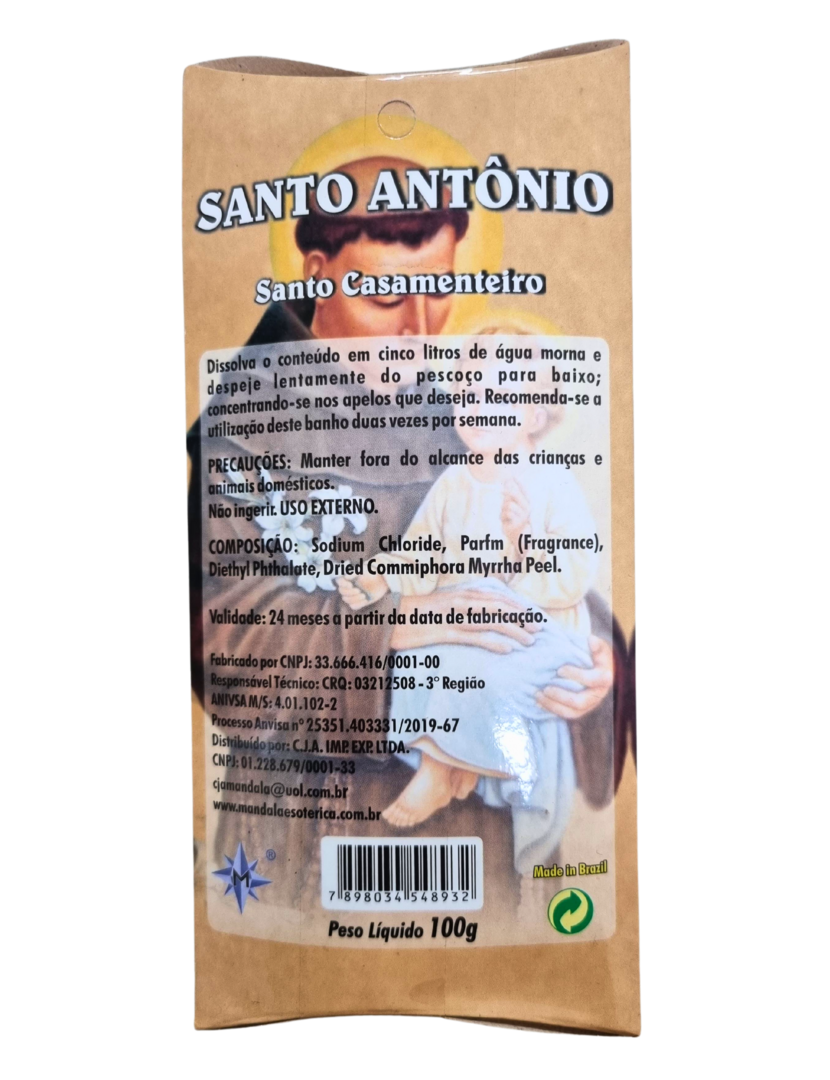 SANTO ANTÔNIO
Santo Casamenteiro
Dissolva o conteúdo em cinco litros de água morna e
despeje lentamente do pescoço para baixo;
concentrando-se nos apelos que deseja. Recomenda-se a
utilização deste banho duas vezes por semana.
PRECAUÇÕES: Manter fora do alcance das crianças e
animais domésticos.
Não ingerir. USO EXTERNO.
COMPOSIÇÃO: Sodium Chloride, Parfm (Fragrance),
Diethyl Phthalate, Dried Commiphora Myrrha Peel.
Validade: 24 meses a partir da data de fabricação.
Fabricado por CNPJ: 33.666.416/0001-00
Responsável Técnico: CRQ: 03212508 - 3° Região
ANIVSA M/S: 4.01.102-2
Processo Anvisa n° 25351.403331/2019-67
Distribuído por: C.J.A. IMP. EXP. LTDA.
CNPJ: 01.228.679/0001-33
cjamandala@uol.com.br
www.mandalaesoterica.com.br
M ®
7 898034 548932
Made in Brazil
Peso Líquido 100g